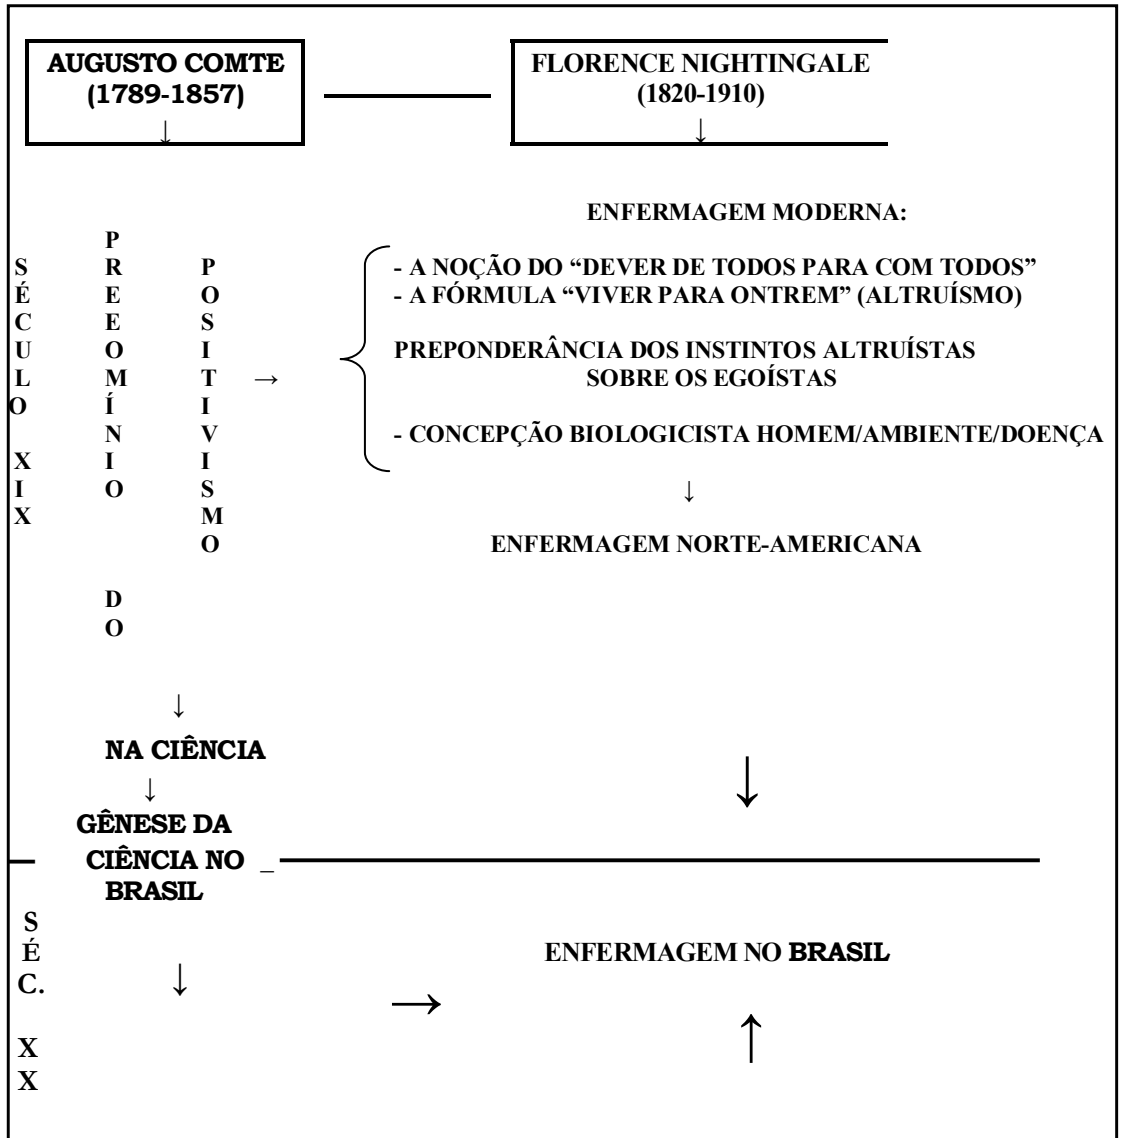 AUGUSTO COMTE
(1789-1857)
↓
FLORENCE NIGHTINGALE
(1820-1910)
↓
SÉCULO XIX
PREEOMÍNIO DO
POSITIVISMO
→
ENFERMAGEM MODERNA:
- A NOÇÃO DO “DEVER DE TODOS PARA COM TODOS”
- A FÓRMULA “VIVER PARA ONTREM” (ALTRUÍSMO)
PREPONDERÂNCIA DOS INSTINTOS ALTRUÍSTAS
SOBRE OS EGOÍSTAS
- CONCEPÇÃO BIOLOGICISTA HOMEM/AMBIENTE/DOENÇA
↓
ENFERMAGEM NORTE-AMERICANA
↓
NA CIÊNCIA
↓
GÊNESE DA
CIÊNCIA NO _
BRASIL
↓
SÉC. XX
↓
ENFERMAGEM NO BRASIL
→
↑